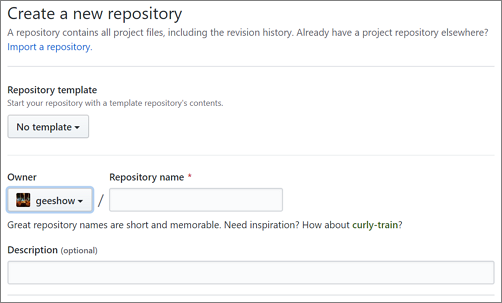 Create a new repository
A repository contains all project files, including the revision history. Already have a project repository elsewhere?
Import a repository.
Repository template
Start your repository with a template repository's contents.
No template
Owner
Repository name *
geeshow
/
Great repository names are short and memorable. Need inspiration? How about curly-train?
Description (optional)